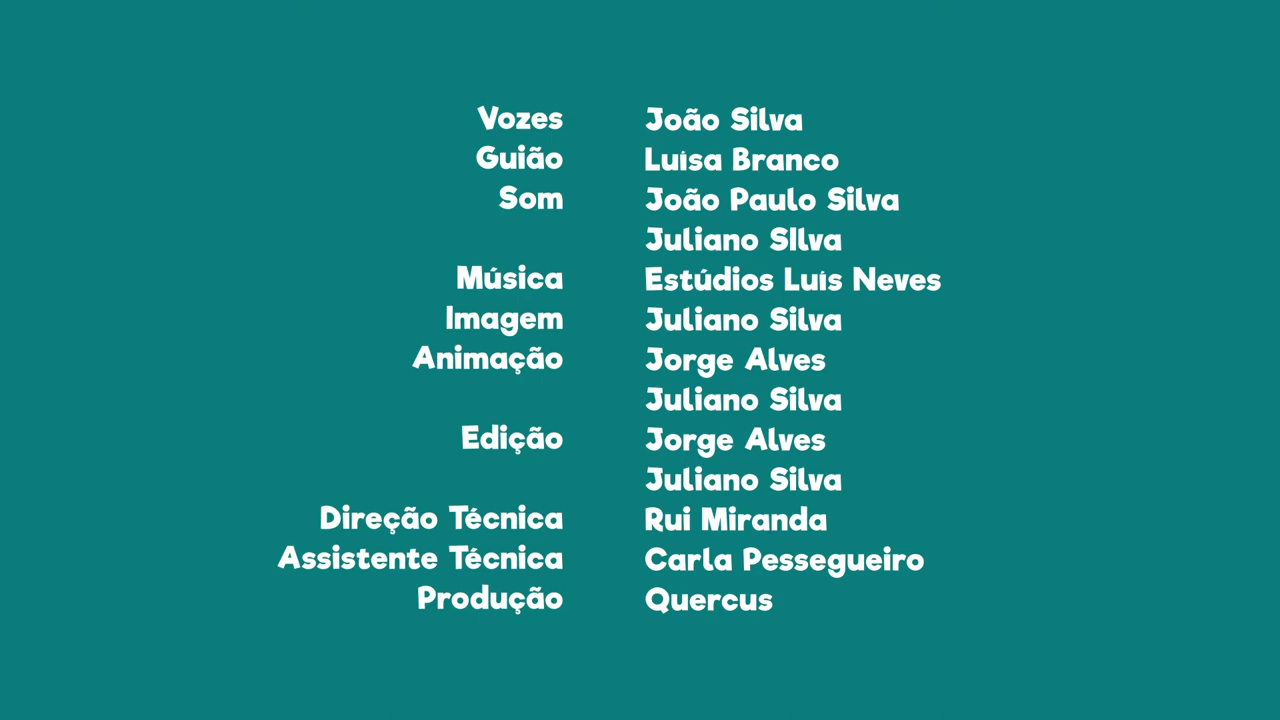 Vozes João Silva
Guião Luísa Branco
Som João Paulo Silva
Juliano SIlva
Música Estúdios Luís Neves
Imagem Juliano Silva
Animação Jorge Alves
Juliano Silva
Edição Jorge Alves
Juliano Silva
Direção Técnica Rui Miranda
Assistente Técnica Carla Pessegueiro
Produção Quercus